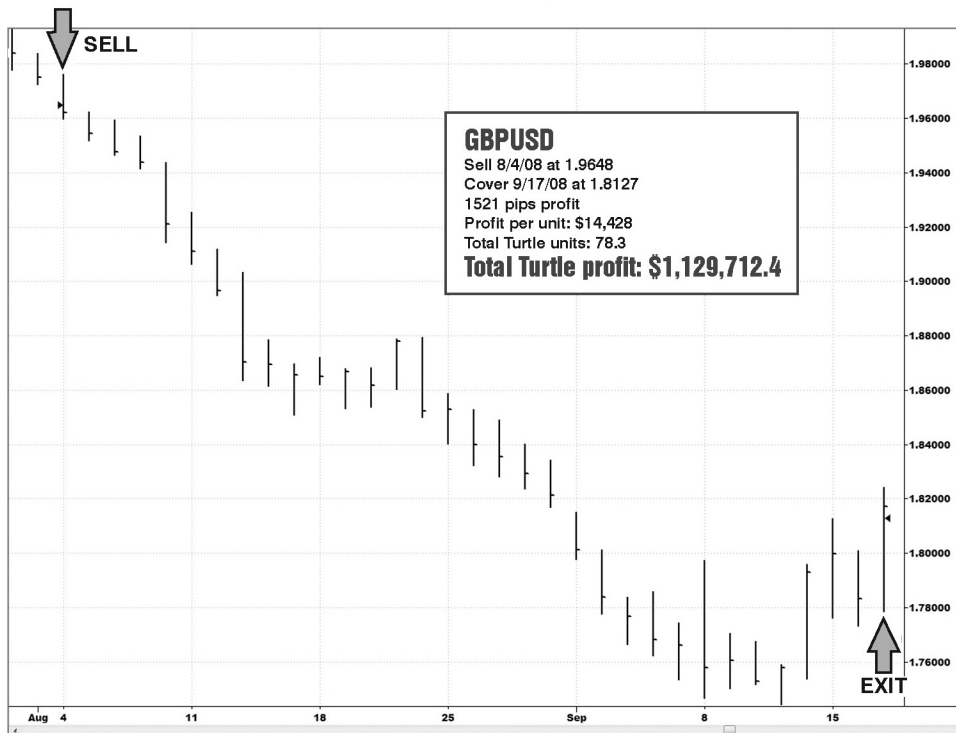 SELL
GBPUSD
Sell 8/4/08 at 1.9648
Cover 9/17/08 at 1.8127
1521 pips profit
Profit per unit: $14,428
Total Turtle units: 78.3
Total Turtle profit: $1,129,712.4
1.98000
1.96000
1.94000
1.92000
1.90000
1.88000
1.86000
1.84000
1.82000
1.80000
1.78000
1.76000
EXIT
Aug 4 11 18 25 Sep 8 15